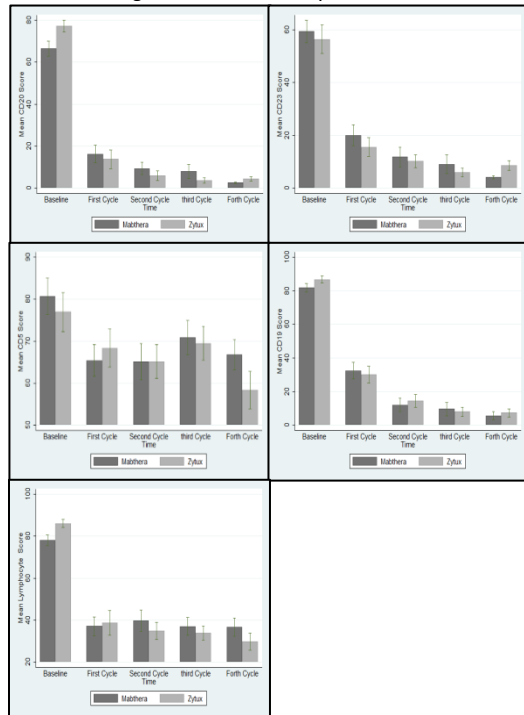 Mean CD20 Score
80
60
40
20
0
Baseline First Cycle Second Cycle third Cycle Forth Cycle
Time
Mabthera Zytux
Mean CD23 Score
60
40
20
0
Baseline First Cycle Second Cycle third Cycle Forth Cycle
Time
Mabthera Zytux
Mean CD5 Score
90
80
70
60
50
Baseline First Cycle Second Cycle third Cycle Forth Cycle
Time
Mabthera Zytux
Mean CD19 Score
100
80
60
40
20
0
Baseline First Cycle Second Cycle third Cycle Forth Cycle
Time
Mabthera Zytux
Mean Lymphocyte Score
100
80
60
40
20
Baseline First Cycle Second Cycle third Cycle Forth Cycle
Time
Mabthera Zytux